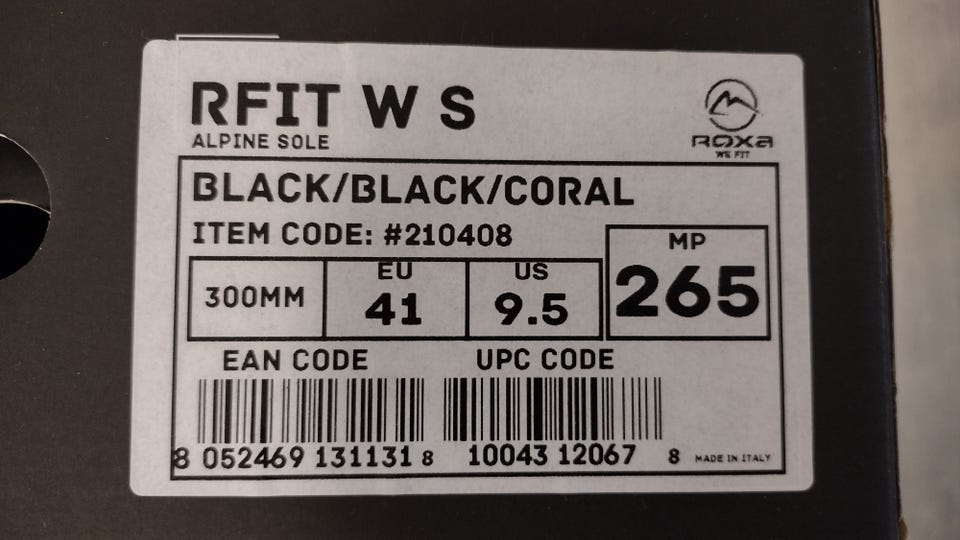 RFIT W S
ALPINE SOLE
ROXA
WE FIT
BLACK/BLACK/CORAL
ITEM CODE: #210408
MP
265
300MM
EU
41
US
9.5
EAN CODE
UPC CODE
8 052469 131131 8
10043 12067 8
MADE IN ITALY